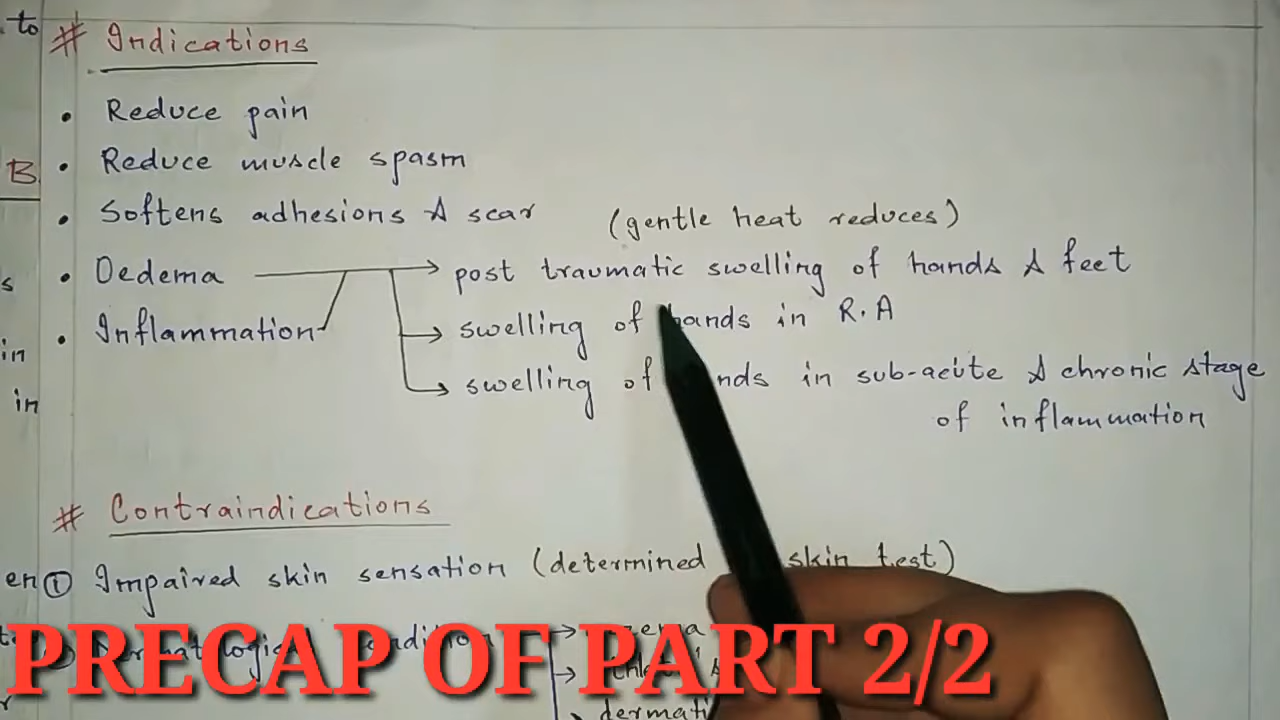 to
# Indications
• Reduce pain
B • Reduce muscle spasm
• Softens adhesions & scar (gentle heat reduces)
s • Oedema → post traumatic swelling of hands & feet
in • Inflammation → swelling of hands in R.A
in → swelling of in sub-acute & chronic stage
of inflammation
# Contraindications
en ① Impaired skin sensation (determined skin test)
→
PRECAP OF PART 2/2
→
→ dermati